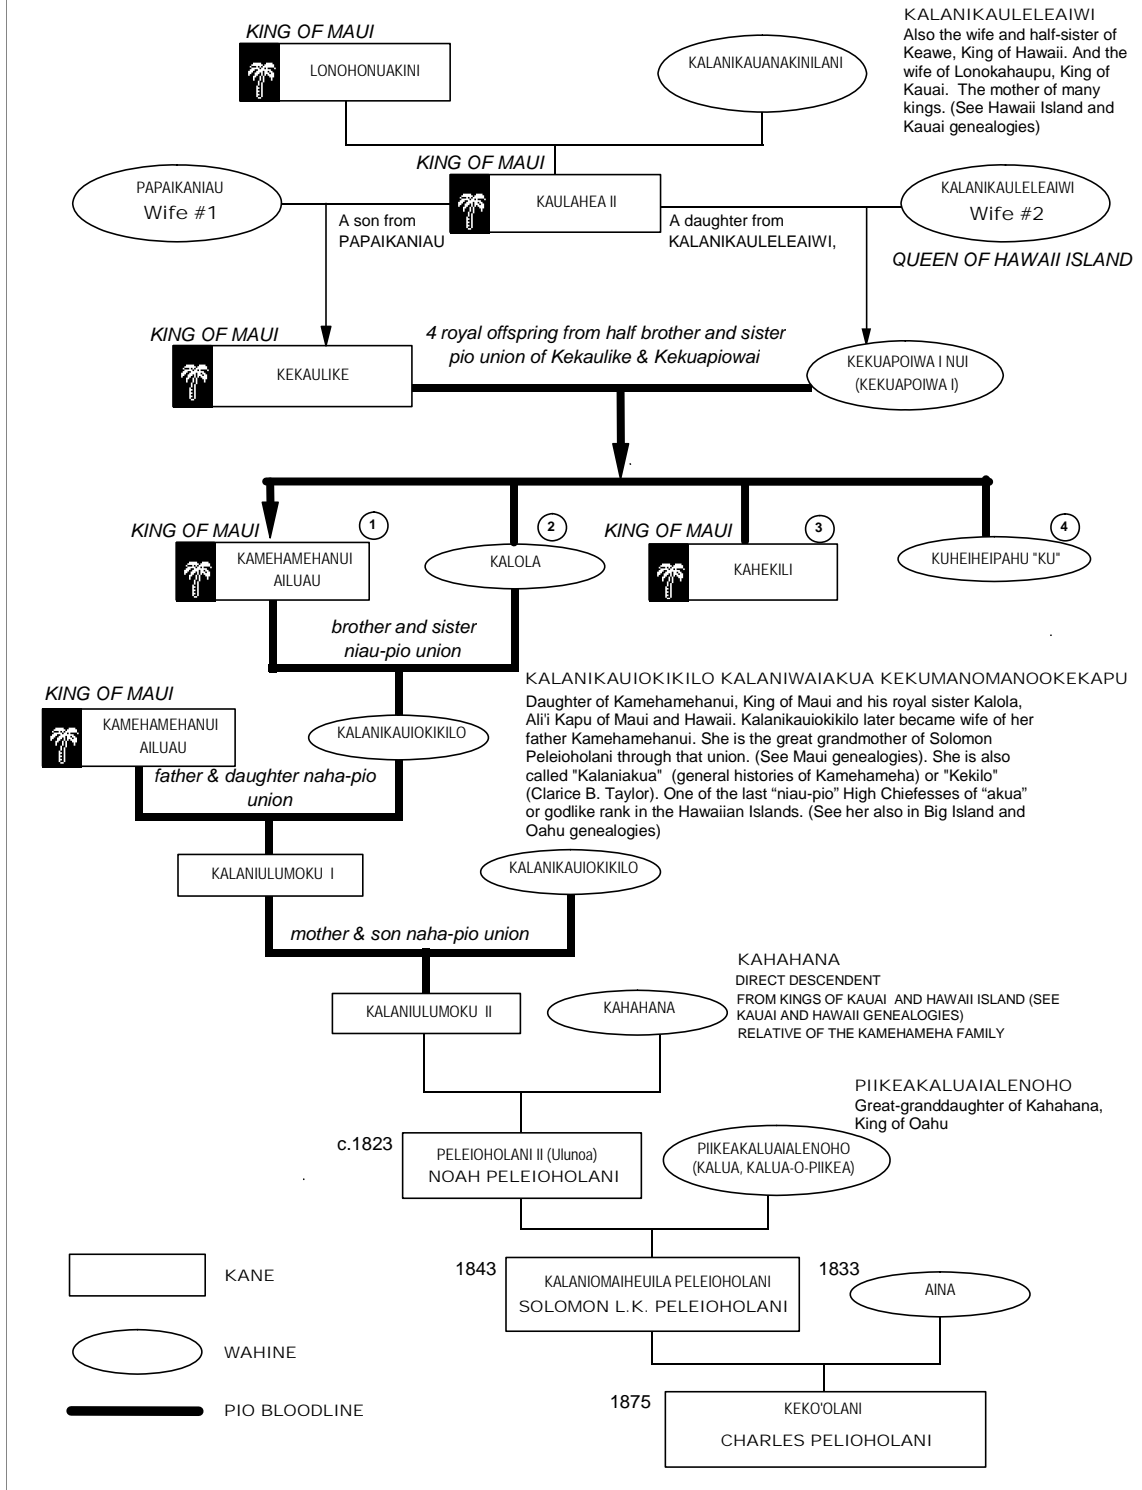 KING OF MAUI
LONOHONUAKINI
KALANIKAUANAKINILANI
KALANIKAULELEAIWI
Also the wife and half-sister of
Keawe, King of Hawaii. And the
wife of Lonokahaupu, King of
Kauai. The mother of many
kings. (See Hawaii Island and
Kauai genealogies)
KING OF MAUI
PAPAIKANIAU
Wife #1
KAULAHEA II
KALANIKAULELEAIWI
Wife #2
A son from
PAPAIKANIAU
A daughter from
KALANIKAULELEAIWI,
QUEEN OF HAWAII ISLAND
KING OF MAUI
KEKAULIKE
4 royal offspring from half brother and sister
pio union of Kekaulike & Kekuapiowai
KEKUAPOIWA I NUI
(KEKUAPOIWA I)
KING OF MAUI
1
KAMEHAMEHANUI
AILUAU
2
KALOLA
KING OF MAUI
3
KAHEKILI
4
KUHEIHEIPAHU "KU"
brother and sister
niau-pio union
KING OF MAUI
KAMEHAMEHANUI
AILUAU
KALANIKAUIOKIKILO
KALANIKAUIOKIKILO KALANIWAIAKUA KEKUMANOMANOOKEKAPU
Daughter of Kamehamehanui, King of Maui and his royal sister Kalola,
Ali'i Kapu of Maui and Hawaii. Kalanikauiokikilo later became wife of her
father Kamehamehanui. She is the great grandmother of Solomon
Peleioholani through that union. (See Maui genealogies). She is also
called "Kalaniakua" (general histories of Kamehameha) or "Kekilo"
(Clarice B. Taylor). One of the last “niau-pio” High Chiefesses of “akua”
or godlike rank in the Hawaiian Islands. (See her also in Big Island and
Oahu genealogies)
father & daughter naha-pio
union
KALANIULUMOKU I
KALANIKAUIOKIKILO
mother & son naha-pio union
KALANIULUMOKU II
KAHAHANA
KAHAHANA
DIRECT DESCENDENT
FROM KINGS OF KAUAI AND HAWAII ISLAND (SEE
KAUAI AND HAWAII GENEALOGIES)
RELATIVE OF THE KAMEHAMEHA FAMILY
PIIKEAKALUAIALENOHO
Great-granddaughter of Kahahana,
King of Oahu
c.1823
PELEIOHOLANI II (Ulunoa)
NOAH PELEIOHOLANI
PIIKEAKALUAIALENOHO
(KALUA, KALUA-O-PIIKEA)
1843
KALANIOMAIHEUILA PELEIOHOLANI
SOLOMON L.K. PELEIOHOLANI
1833
AINA
1875
KEKO'OLANI
CHARLES PELIOHOLANI
KANE
WAHINE
PIO BLOODLINE